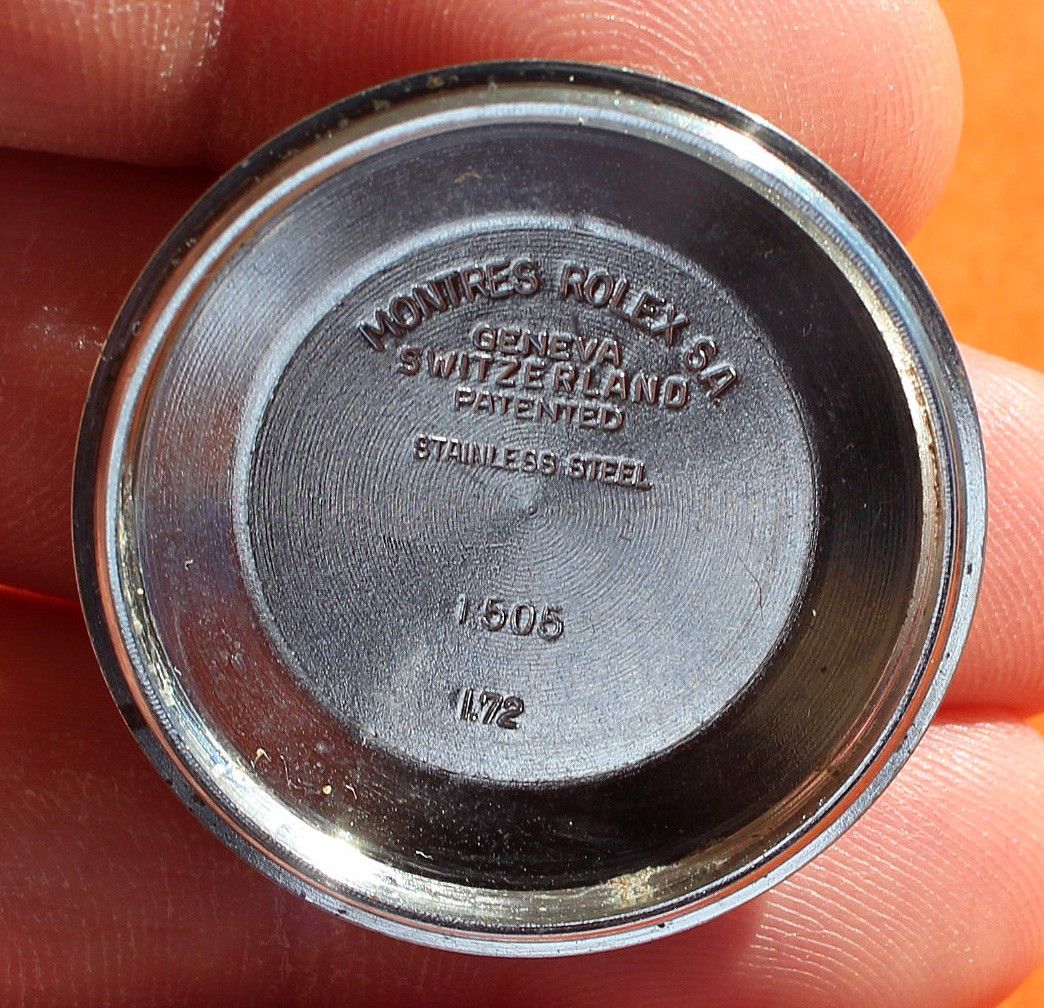 MONTRES ROLEX S.A.
GENEVA
SWITZERLAND
PATENTED
STAINLESS STEEL
1505
I.72